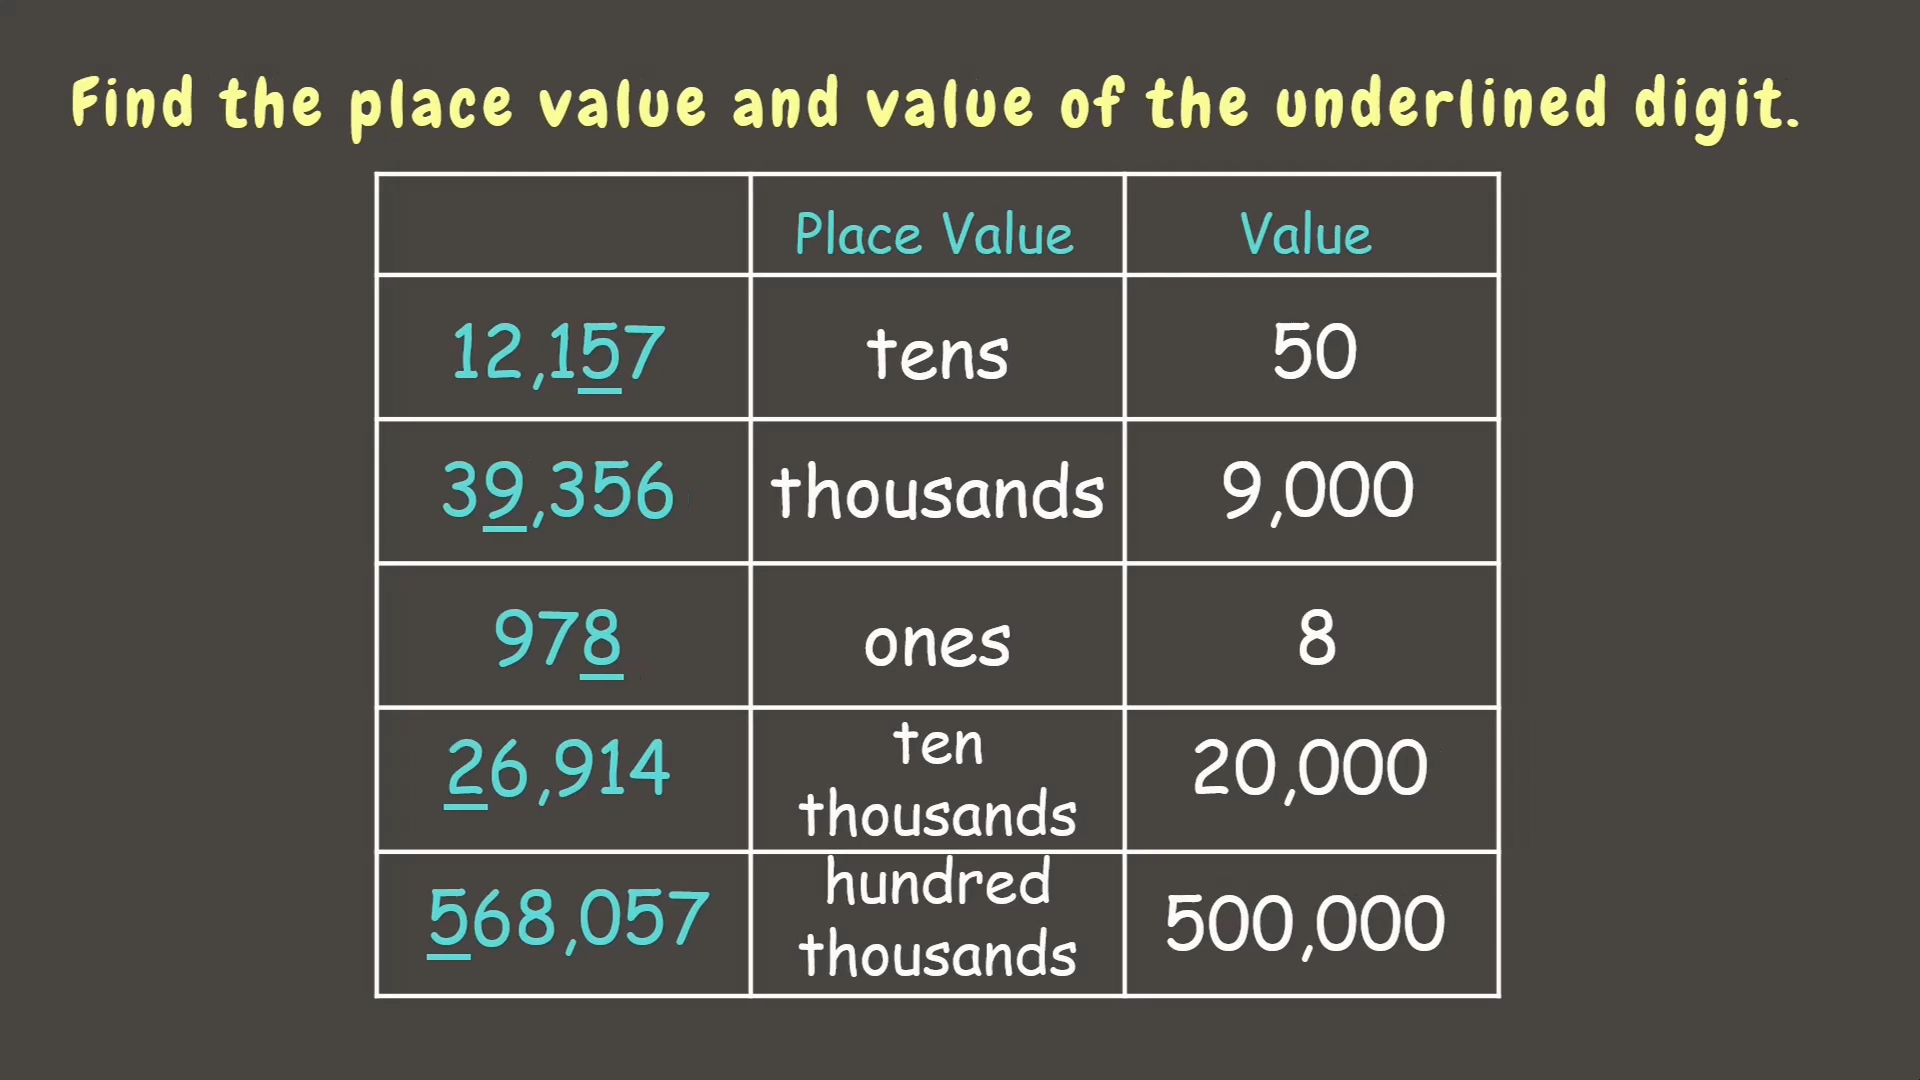 Find the place value and value of the underlined digit.
Place Value Value
12,157 tens 50
39,356 thousands 9,000
978 ones 8
26,914 ten thousands 20,000
568,057 hundred thousands 500,000